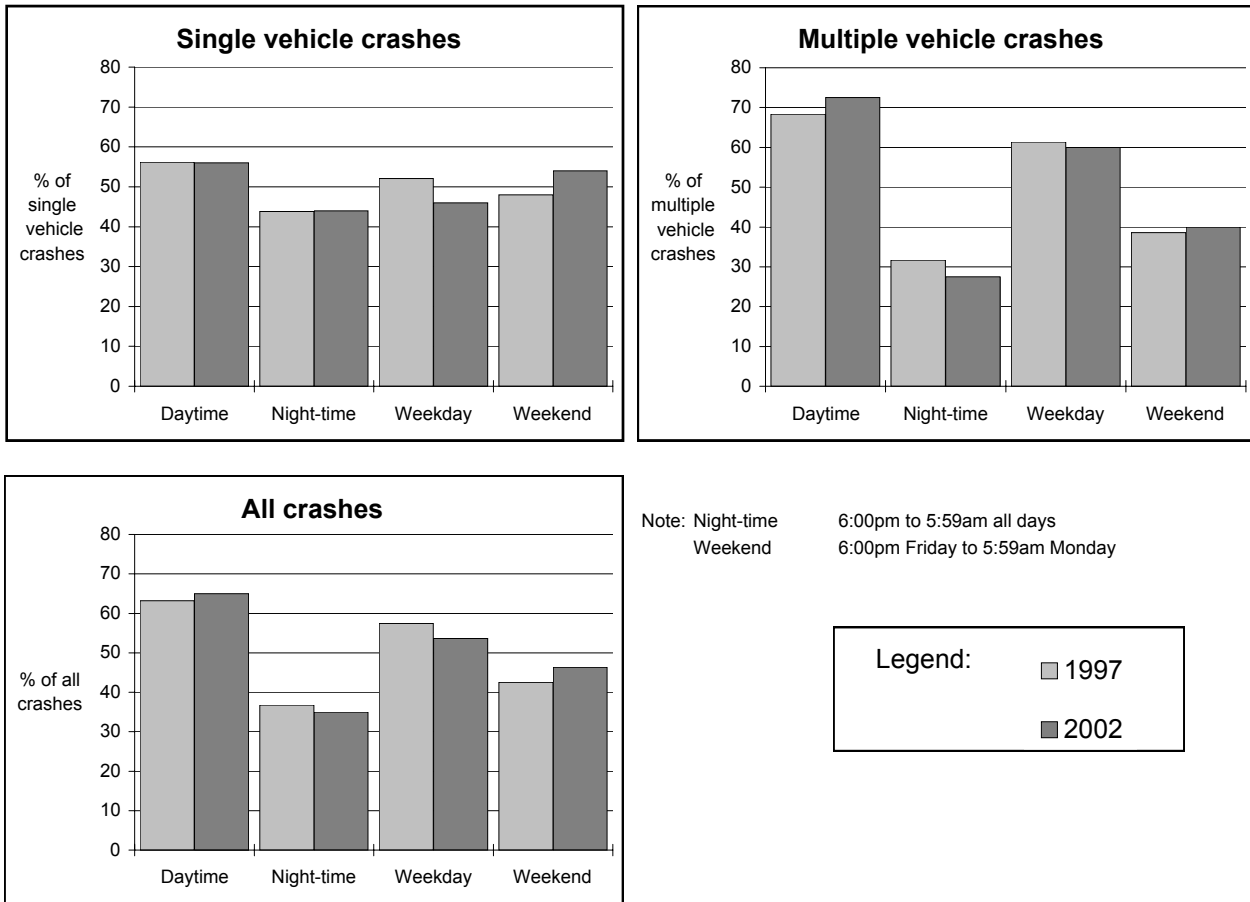 Single vehicle crashes
80
70
60
50
40
30
20
10
0
% of
single
vehicle
crashes
Daytime Night-time Weekday Weekend
Multiple vehicle crashes
80
70
60
50
40
30
20
10
0
% of
multiple
vehicle
crashes
Daytime Night-time Weekday Weekend
All crashes
80
70
60
50
40
30
20
10
0
% of all
crashes
Daytime Night-time Weekday Weekend
Note: Night-time 6:00pm to 5:59am all days
Weekend 6:00pm Friday to 5:59am Monday
Legend:
1997
2002